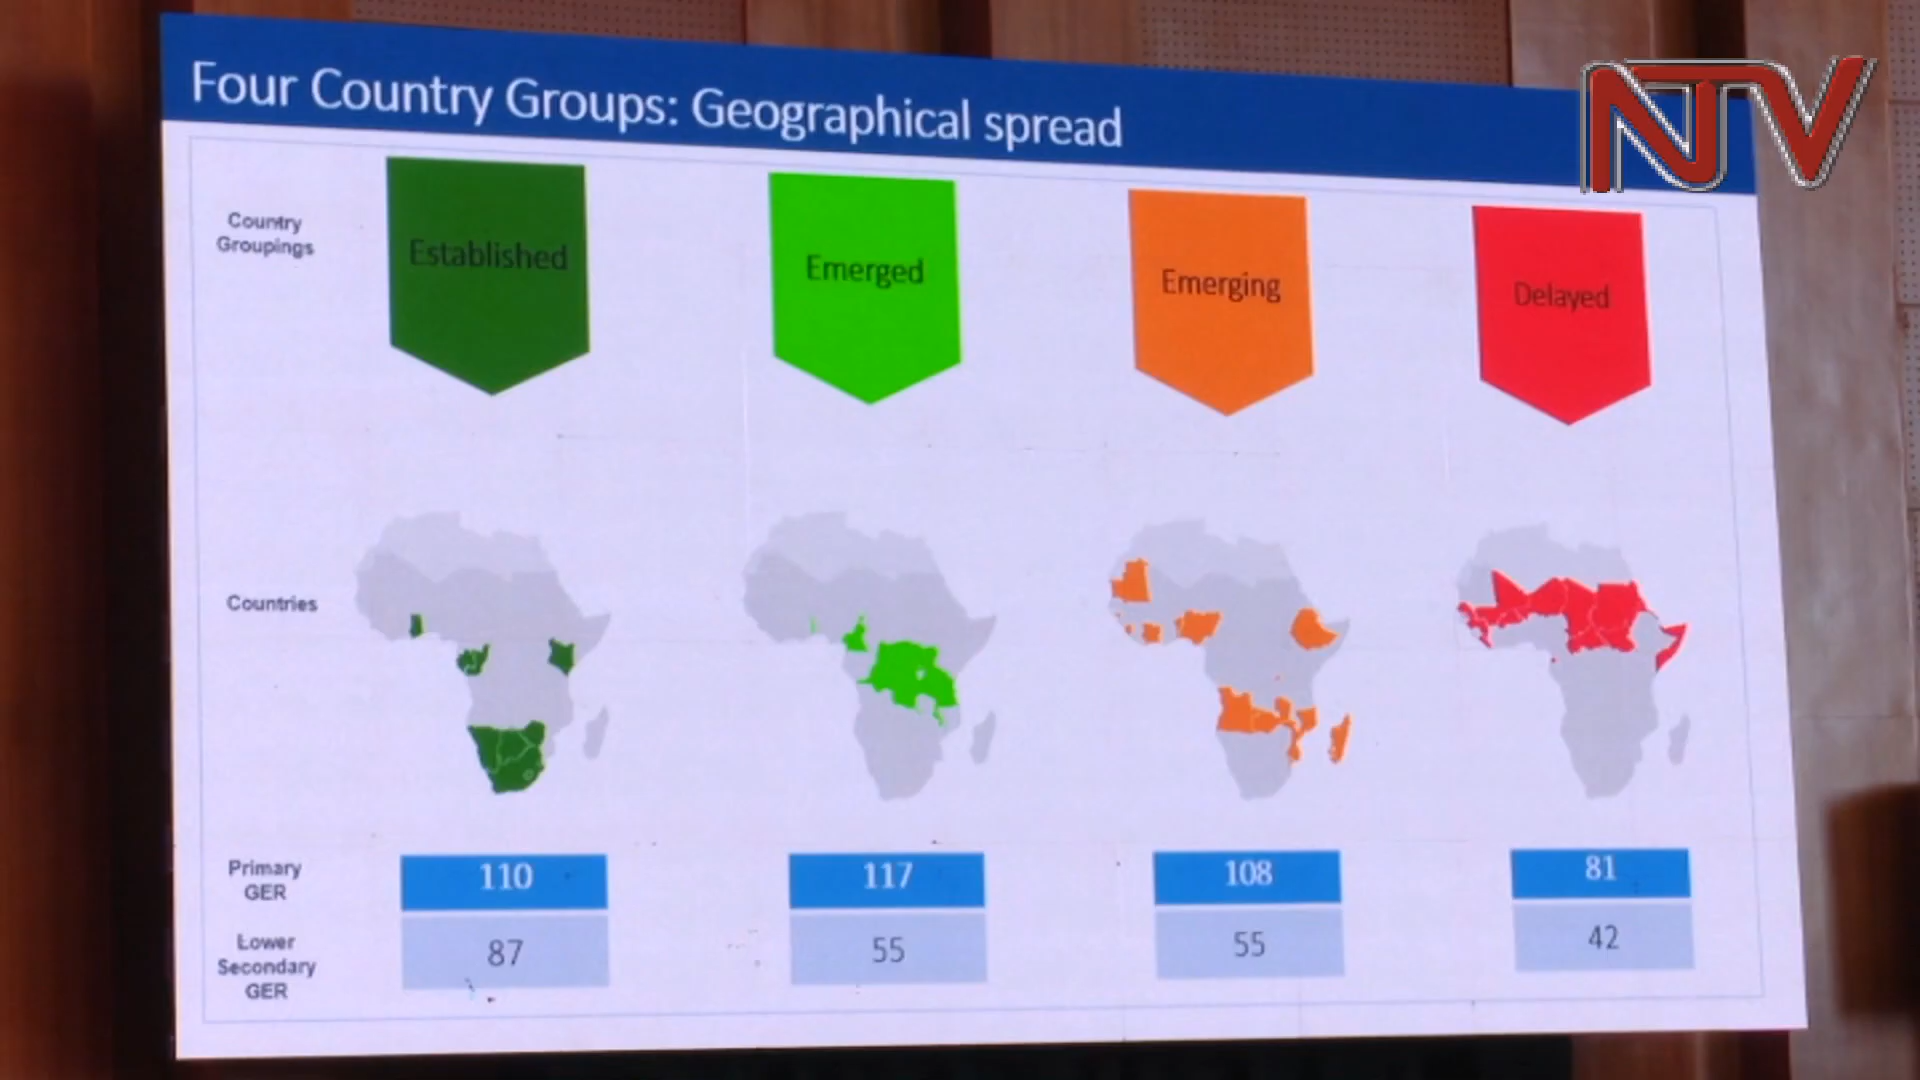 Four Country Groups: Geographical spread
NTV
Country
Groupings
Established
Emerged
Emerging
Delayed
Countries
Primary
GER
110
117
108
81
Lower
Secondary
GER
87
55
55
42